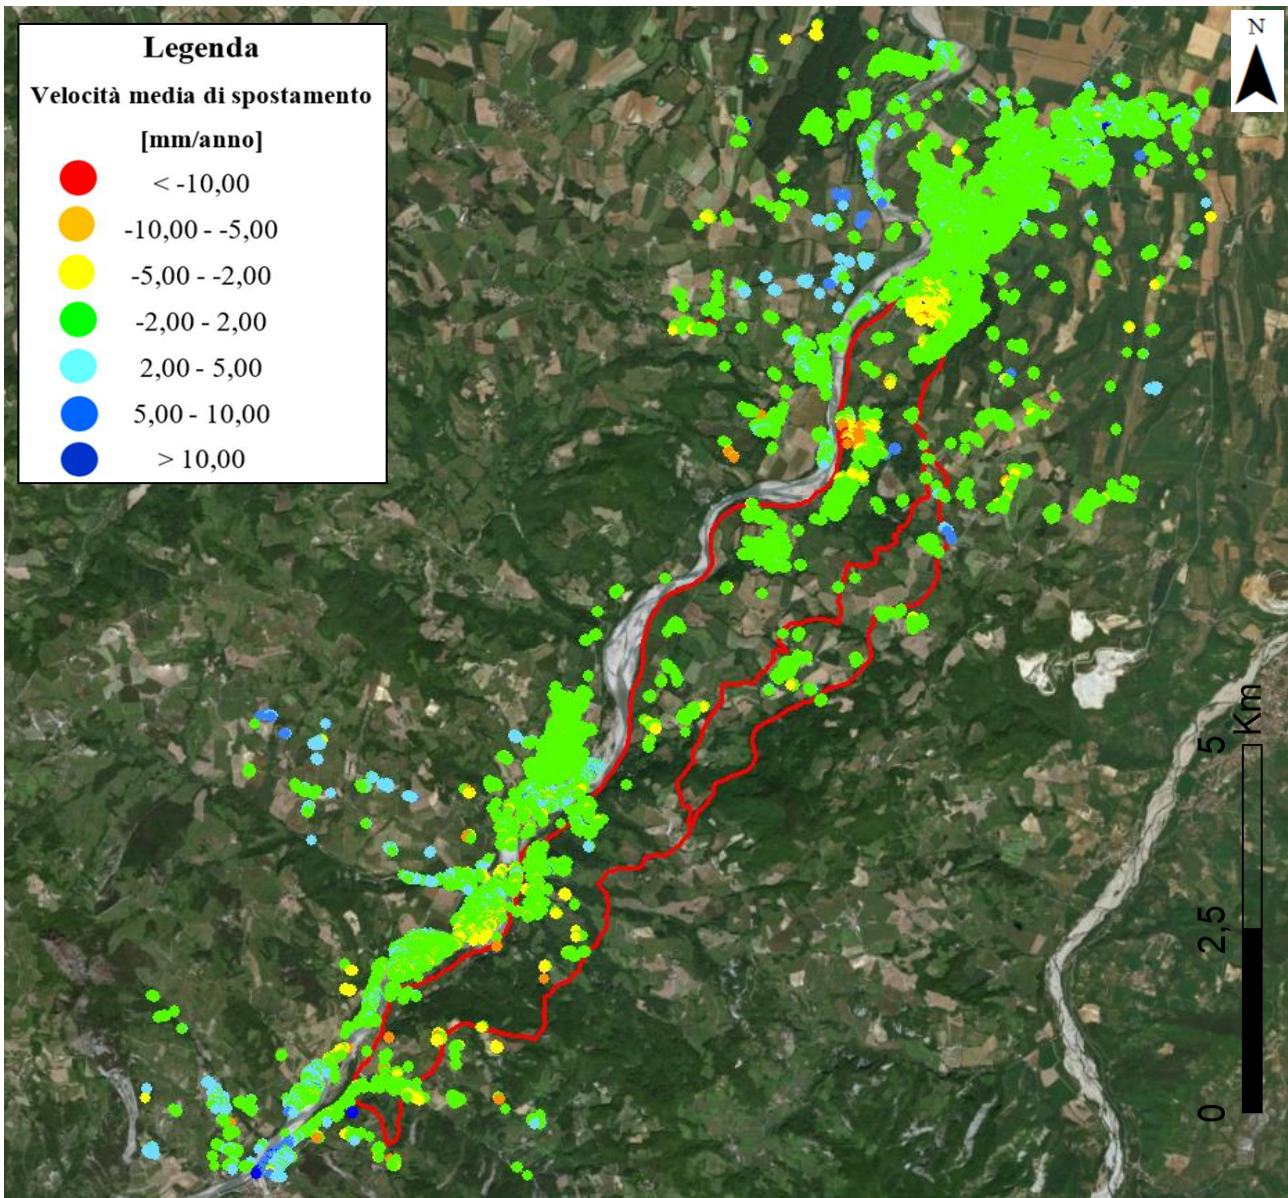 Legenda
Velocità media di spostamento
[mm/anno]
< -10,00
-10,00 - -5,00
-5,00 - -2,00
-2,00 - 2,00
2,00 - 5,00
5,00 - 10,00
> 10,00
N
0 2,5 5 Km